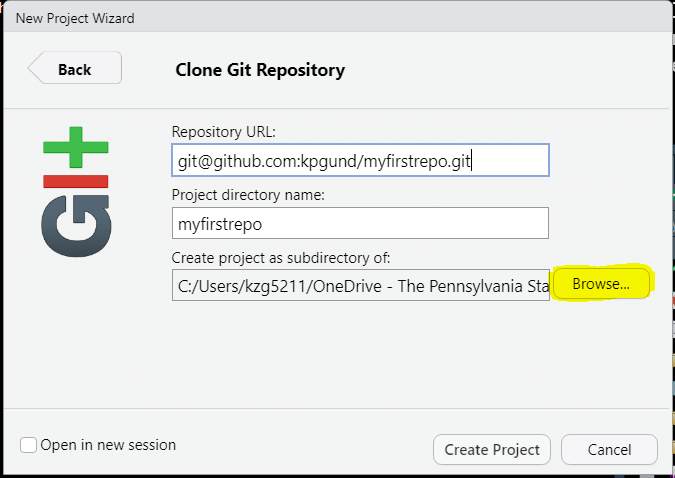 New Project Wizard
Back
Clone Git Repository
GIT
Repository URL:
git@github.com:kpgund/myfirstrepo.git
Project directory name:
myfirstrepo
Create project as subdirectory of:
C:/Users/kzg5211/OneDrive - The Pennsylvania Sta
Browse...
Open in new session
Create Project
Cancel